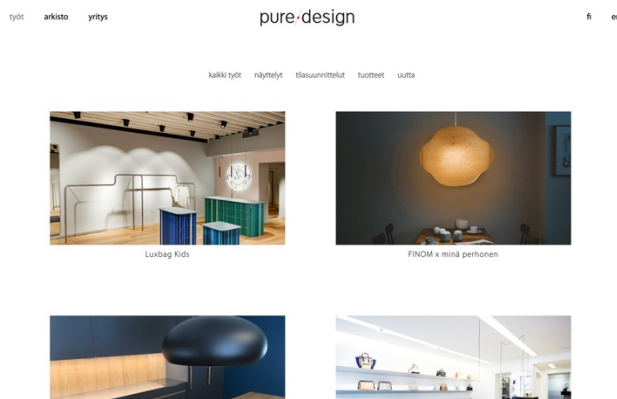 työt arkisto yritys pure·design fi
kaikki työt näyttelyt tilasuunnittelut tuotteet uutta
Luxbag Kids FINOM x minä perhonen